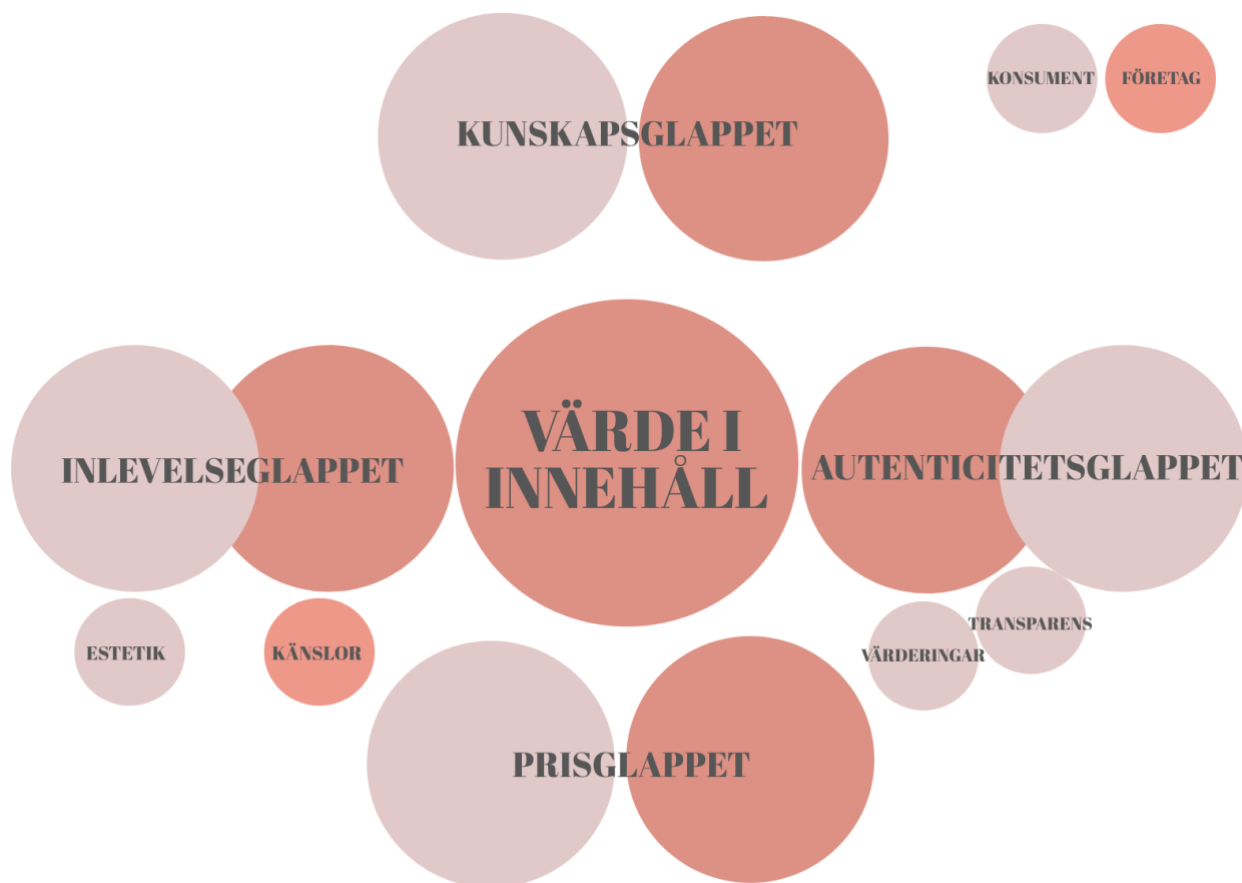 KONSUMENT
FÖRETAG
KUNSKAPSGLAPPET
VÄRDE I
INNEHÅLL
INLEVELSEGLAPPET
AUTENTICITETSGLAPPET
ESTETIK
KÄNSLOR
TRANSPARENS
VÄRDERINGAR
PRISGLAPPET